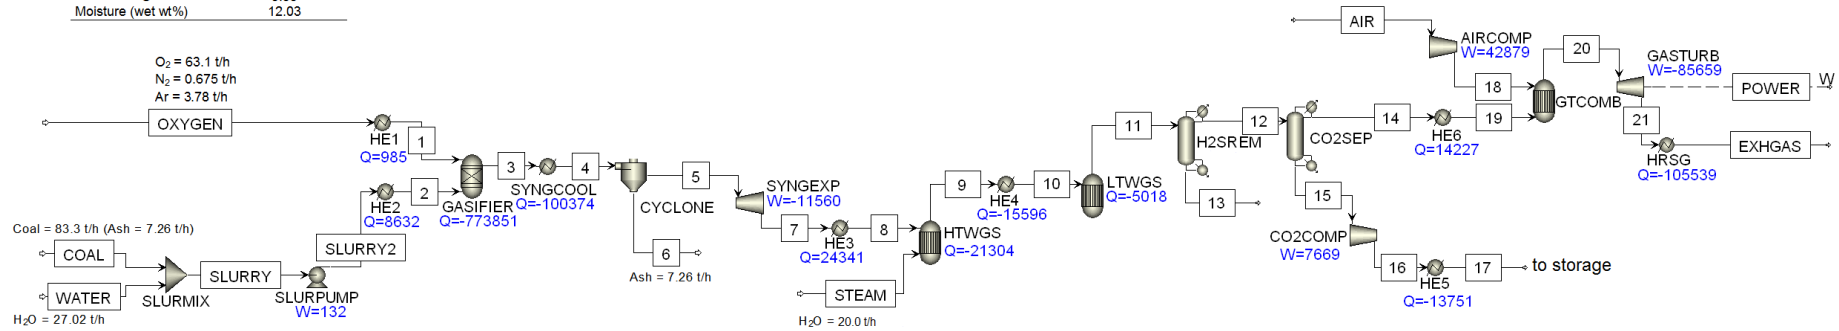 Moisture (wet wt%) 12.03
O₂ = 63.1 t/h
N₂ = 0.675 t/h
Ar = 3.78 t/h
OXYGEN
HE1
Q=985
1
2
HE2
Q=8632
GASIFIER
Q=-773851
3
SYNGCOOL
Q=-100374
4
CYCLONE
5
6
Ash = 7.26 t/h
Coal = 83.3 t/h (Ash = 7.26 t/h)
COAL
WATER
H₂O = 27.02 t/h
SLURMIX
SLURRY
SLURRY2
SLURPUMP
W=132
SYNGEXP
W=-11560
7
HE3
Q=24341
8
HTWGS
Q=-21304
STEAM
H₂O = 20.0 t/h
9
HE4
Q=-15596
10
LTWGS
Q=-5018
11
H2SREM
13
12
CO2SEP
14
HE6
Q=14227
19
15
CO2COMP
W=7669
16
HE5
Q=-13751
17
to storage
AIR
AIRCOMP
W=42879
18
GTCOMB
20
GASTURB
W=-85659
POWER
W
21
HRSG
Q=-105539
EXHGAS